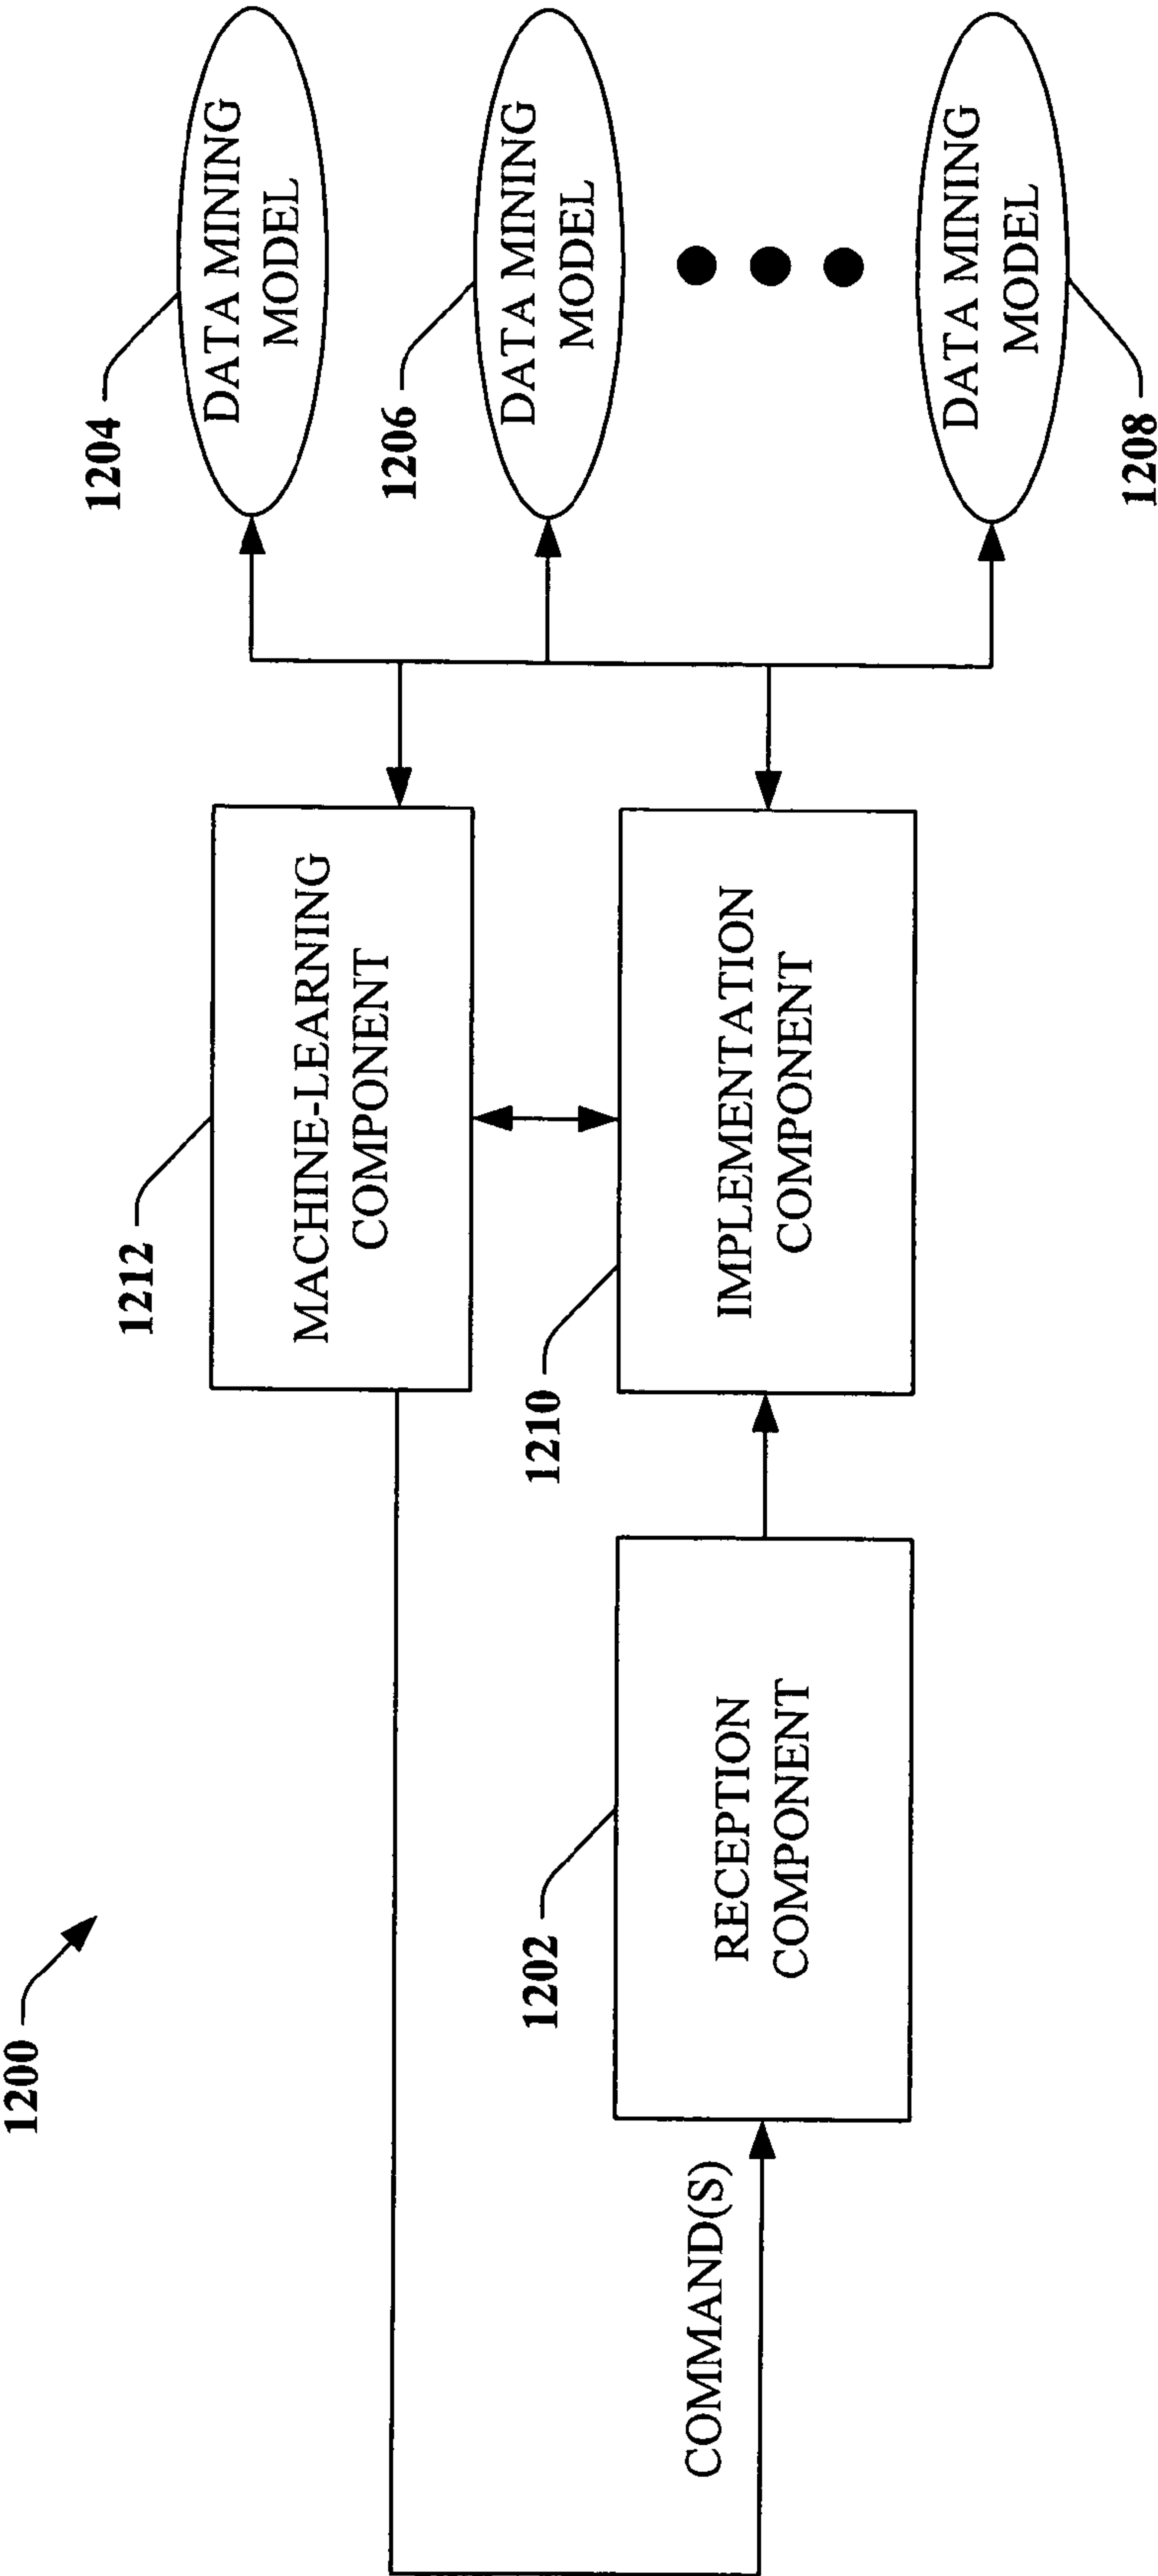 1200
1204
DATA MINING
MODEL
1206
DATA MINING
MODEL
1208
DATA MINING
MODEL
1212
MACHINE-LEARNING
COMPONENT
1210
IMPLEMENTATION
COMPONENT
1202
RECEPTION
COMPONENT
COMMAND(S)